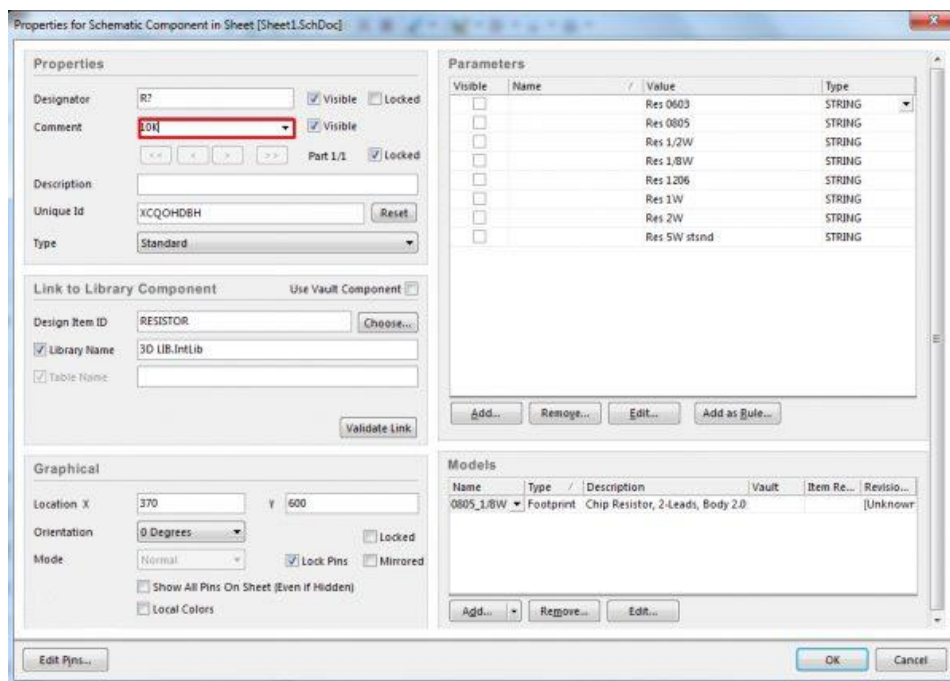 Properties for Schematic Component in Sheet [Sheet1.SchDoc]
Properties
Designator R? Visible Locked
Comment 10K Visible
<< < > >> Part 1/1 Locked
Description
Unique Id XCQOHDBH Reset
Type Standard
Link to Library Component Use Vault Component
Design Item ID RESISTOR Choose...
Library Name 3D LIB.IntLib
Table Name
Validate Link
Graphical
Location X 370 Y 600
Orientation 0 Degrees Locked
Mode Normal Lock Pins Mirrored
Show All Pins On Sheet (Even if Hidden)
Local Colors
Parameters
Visible Name / Value Type
Res 0603 STRING
Res 0805 STRING
Res 1/2W STRING
Res 1/8W STRING
Res 1206 STRING
Res 1W STRING
Res 2W STRING
Res 5W stsnd STRING
Add... Remove... Edit... Add as Rule...
Models
Name Type / Description Vault Item Re... Revisio...
0805_1/8W Footprint Chip Resistor, 2-Leads, Body 2.0 [Unknowr
Add... Remove... Edit...
Edit Pins... OK Cancel